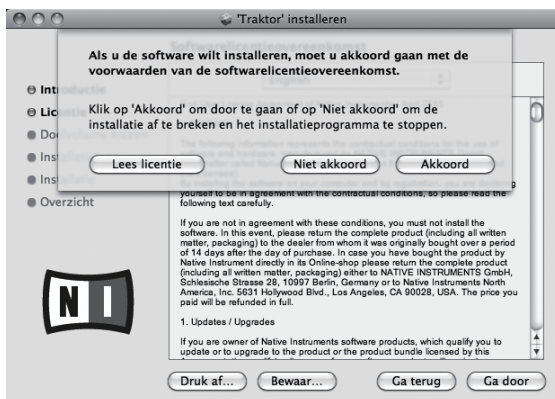 'Traktor' installeren
Als u de software wilt installeren, moet u akkoord gaan met de
voorwaarden van de softwarelicentieovereenkomst.
Klik op 'Akkoord' om door te gaan of op 'Niet akkoord' om de
installatie af te breken en het installatieprogramma te stoppen.
Lees licentie
Niet akkoord
Akkoord
Softwarelicentieovereenkomst
English
Introductie
Lic
Do
Ins
Ins
Overzicht
yourself to be in agreement with the contractual conditions, so please read the
following text carefully.
If you are not in agreement with these conditions, you must not install the
software. In this event, please return the complete product (including all written
matter, packaging) to the dealer from whom it was originally bought over a period
of 14 days after the day of purchase. In case you have bought the product by
Native Instrument directly in its Online-shop please return the complete product
(including all written matter, packaging) either to NATIVE INSTRUMENTS GmbH,
Schlesische Strasse 28, 10997 Berlin, Germany or to Native Instruments North
America, Inc. 5631 Hollywood Blvd., Los Angeles, CA 90028, USA. The price you
paid will be refunded in full.
1. Updates / Upgrades
If you are owner of Native Instruments software products, which qualify you to
update or to upgrade to the product or the product bundle licensed by this
NI
Druk af...
Bewaar...
Ga terug
Ga door